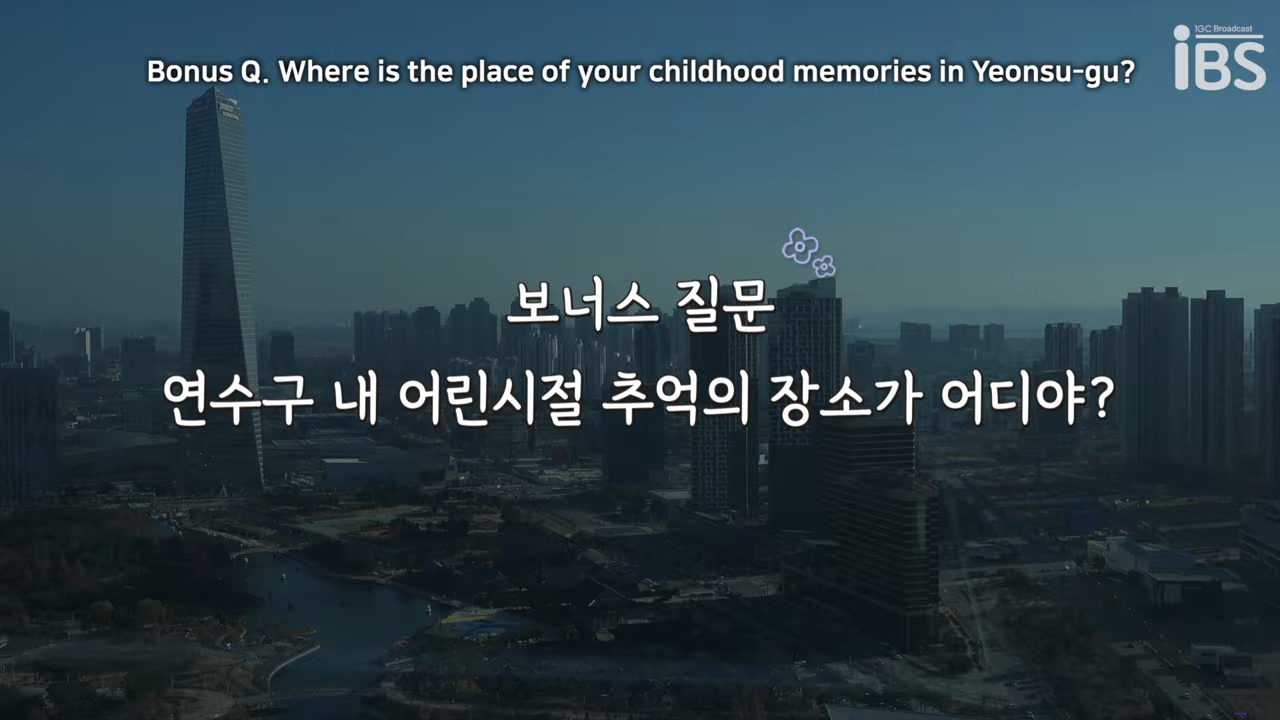 IGC Broadcast
iBS
Bonus Q. Where is the place of your childhood memories in Yeonsu-gu?
보너스 질문
연수구 내 어린시절 추억의 장소가 어디야?